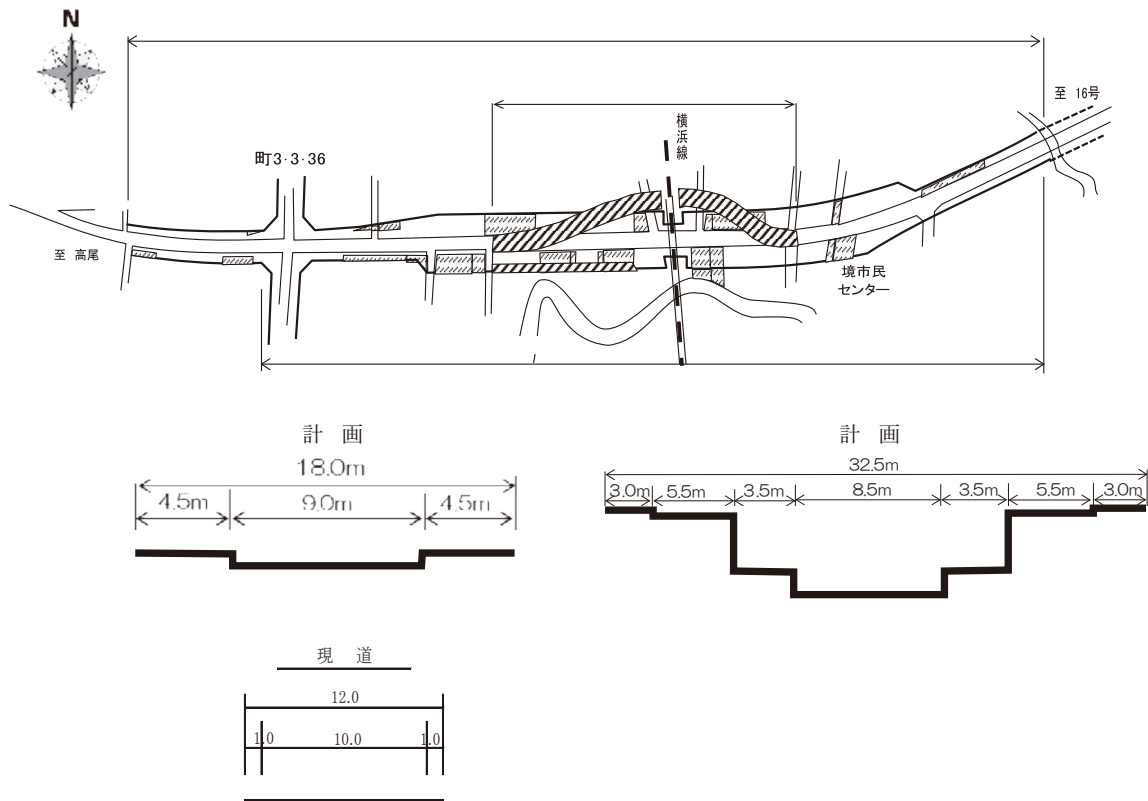 N
至 16号
横浜線
町3・3・36
至 高尾
境市民
センター
計 画
18.0m
4.5m 9.0m 4.5m
計 画
32.5m
3.0m 5.5m 3.5m 8.5m 3.5m 5.5m 3.0m
現 道
12.0
1.0 10.0 1.0